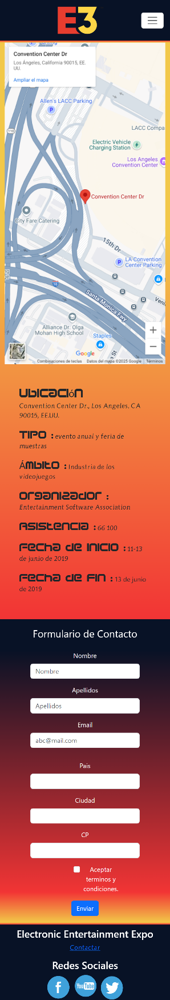 E3
Convention Center Dr
Los Ángeles, California 90015, EE.
UU.
Ampliar el mapa
Allen's LACC Parking
110
LACC Compa
Electric Vehicle
Charging Station
Los Angeles
Convention Center
Convention Center Dr
City Fare Catering
15th Dr
LA Convention
Center Parking
10
Santa Monica Fwy
Alliance Dr. Olga
Mohan High School
Staples
Google
Combinaciones de teclas Datos del mapa ©2025 Google Términos
Ubicación
Convention Center Dr., Los Angeles, CA
90015, EE.UU.
Tipo : evento anual y feria de
muestras
Ámbito : Industria de los
videojuegos
Organizador :
Entertainment Software Association
Asistencia : 66 100
Fecha de inicio : 11-13
de junio de 2019
Fecha de fin : 13 de junio
de 2019
Formulario de Contacto
Nombre
Nombre
Apellidos
Apellidos
Email
abc@mail.com
Pais
Ciudad
CP
Aceptar
terminos y
condiciones.
Enviar
Electronic Entertainment Expo
Contactar
Redes Sociales
f
You Tube